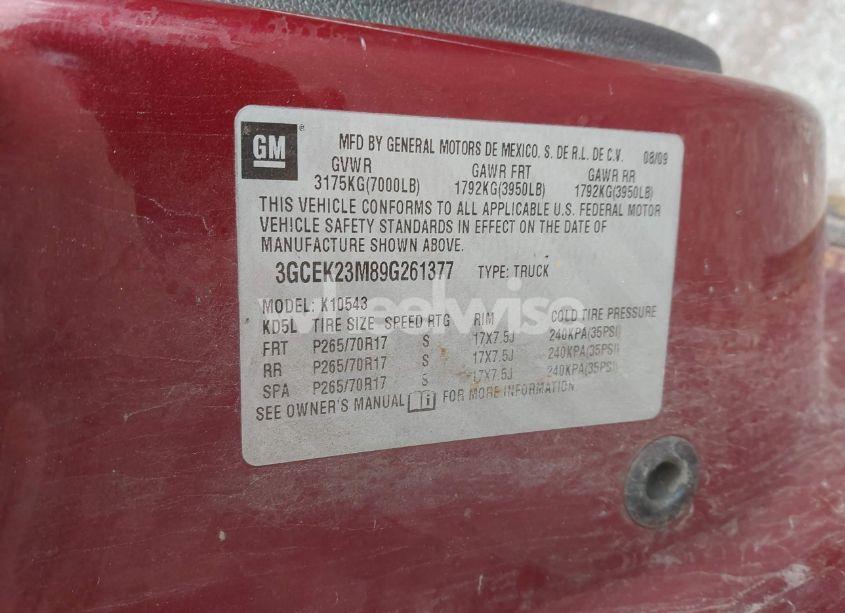 GM
MFD BY GENERAL MOTORS DE MEXICO, S. DE R.L. DE C.V. 08/09
GVWR GAWR FRT GAWR RR
3175KG(7000LB) 1792KG(3950LB) 1792KG(3950LB)
THIS VEHICLE CONFORMS TO ALL APPLICABLE U.S. FEDERAL MOTOR
VEHICLE SAFETY STANDARDS IN EFFECT ON THE DATE OF
MANUFACTURE SHOWN ABOVE.
3GCEK23M89G261377 TYPE: TRUCK
wheelwise
MODEL: K10543
KD5L TIRE SIZE SPEED RTG RIM COLD TIRE PRESSURE
FRT P265/70R17 S 17X7.5J 240KPA(35PSI)
RR P265/70R17 S 17X7.5J 240KPA(35PSI)
SPA P265/70R17 S 17X7.5J 240KPA(35PSI)
SEE OWNER'S MANUAL FOR MORE INFORMATION.